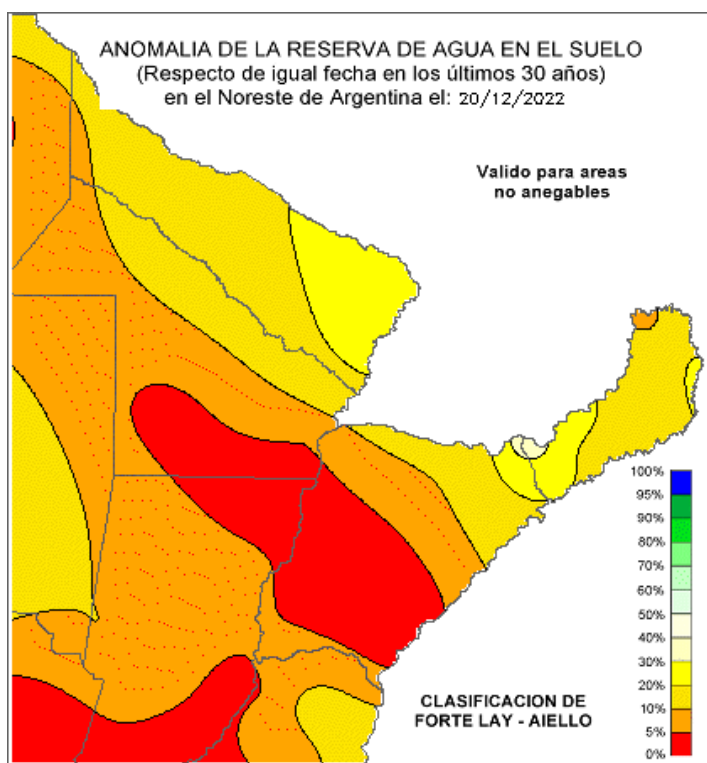 ANOMALIA DE LA RESERVA DE AGUA EN EL SUELO
(Respecto de igual fecha en los últimos 30 años)
en el Noreste de Argentina el: 20/12/2022
Valido para areas
no anegables
100%
95%
90%
80%
70%
60%
50%
40%
30%
20%
10%
5%
0%
CLASIFICACION DE
FORTE LAY - AIELLO